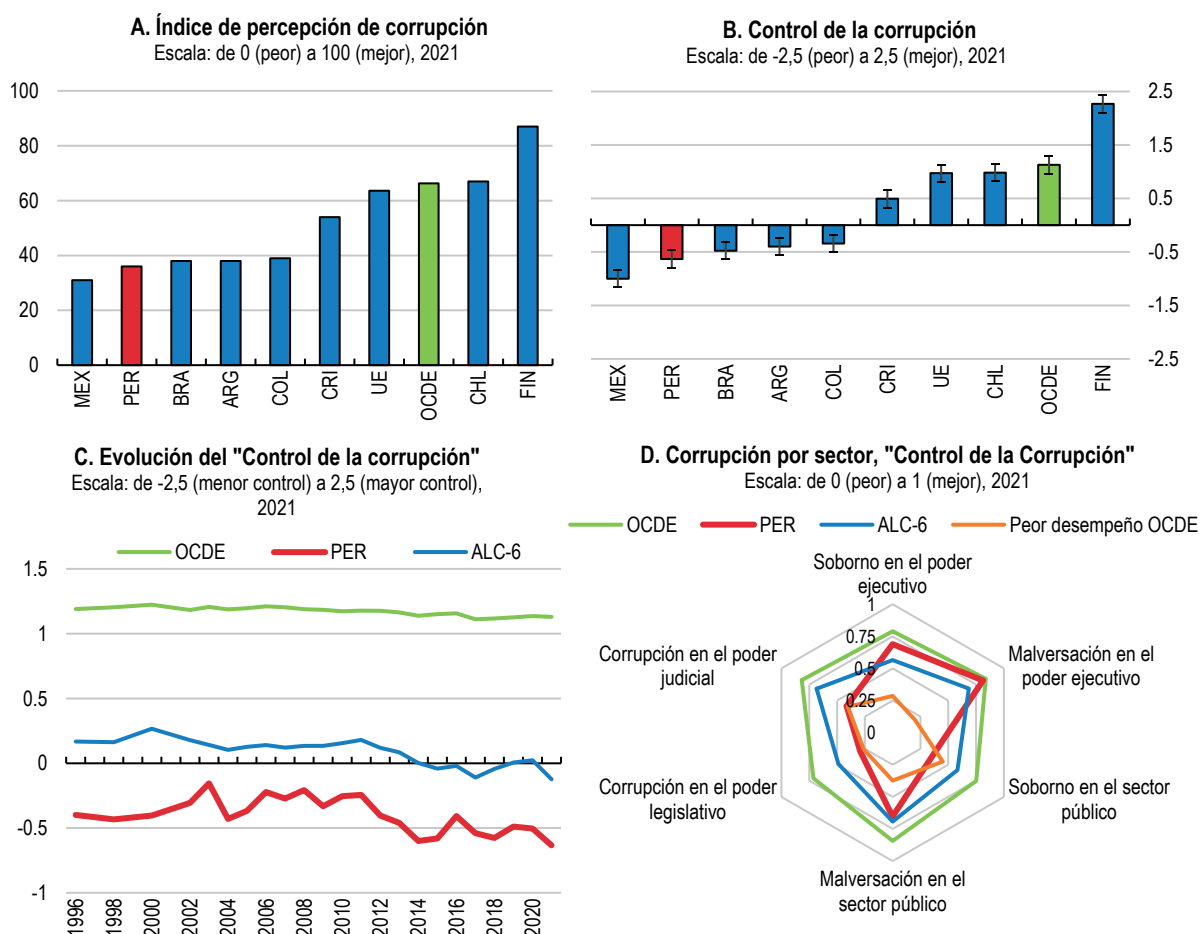 A. Índice de percepción de corrupción
Escala: de 0 (peor) a 100 (mejor), 2021
100
80
60
40
20
0
MEX
PER
BRA
ARG
COL
CRI
UE
OCDE
CHL
FIN
B. Control de la corrupción
Escala: de -2,5 (peor) a 2,5 (mejor), 2021
2.5
1.5
0.5
-0.5
-1.5
-2.5
MEX
PER
BRA
ARG
COL
CRI
UE
CHL
OCDE
FIN
C. Evolución del "Control de la corrupción"
Escala: de -2,5 (menor control) a 2,5 (mayor control),
2021
OCDE PER ALC-6
1.5
1
0.5
0
-0.5
-1
1996
1998
2000
2002
2004
2006
2008
2010
2012
2014
2016
2018
2020
D. Corrupción por sector, "Control de la Corrupción"
Escala: de 0 (peor) a 1 (mejor), 2021
OCDE PER ALC-6 Peor desempeño OCDE
Soborno en el poder
ejecutivo
1
0.75
0.5
0.25
0
Malversación en el
poder ejecutivo
Soborno en el sector
público
Malversación en el
sector público
Corrupción en el poder
legislativo
Corrupción en el poder
judicial